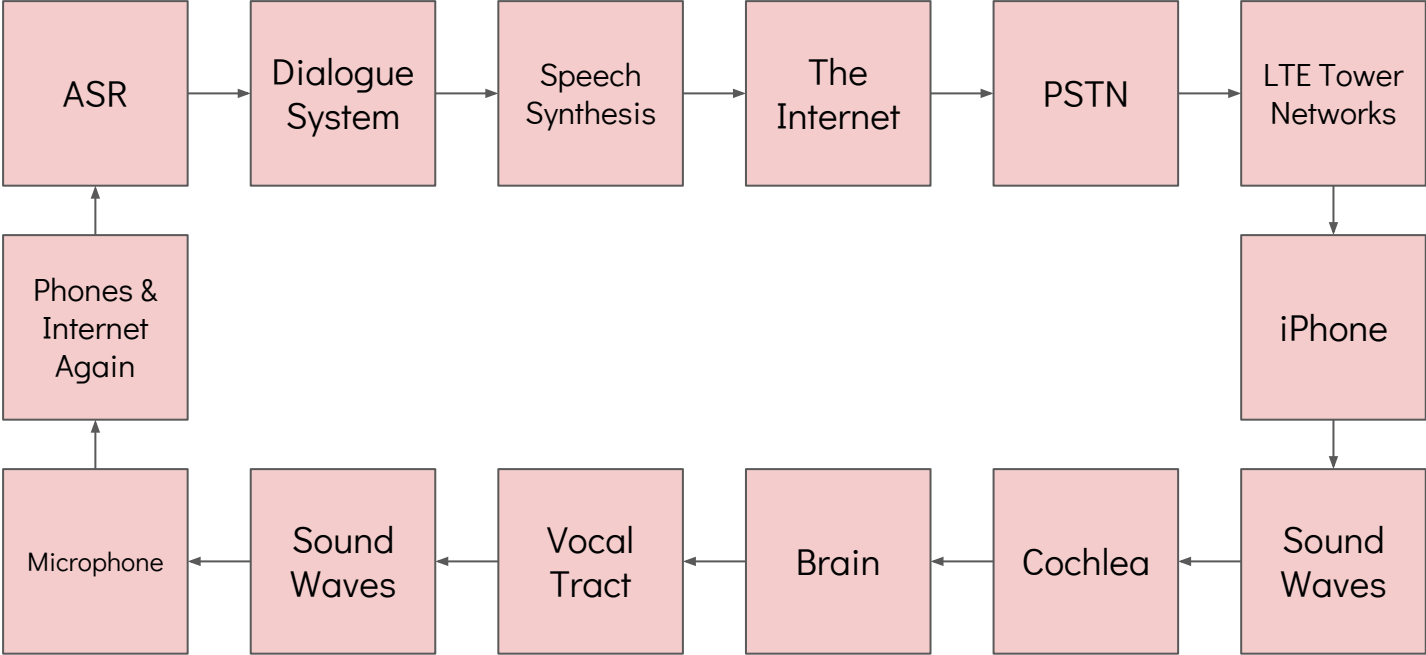 ASR
Dialogue
System
Speech
Synthesis
The
Internet
PSTN
LTE Tower
Networks
Phones &
Internet
Again
iPhone
Microphone
Sound
Waves
Vocal
Tract
Brain
Cochlea
Sound
Waves